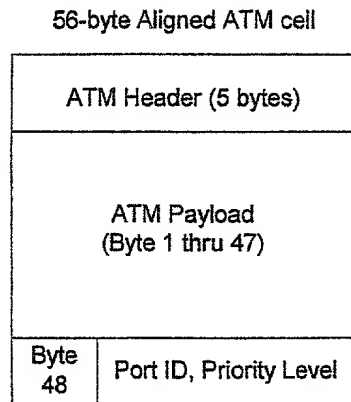 56-byte Aligned ATM cell
ATM Header (5 bytes)
ATM Payload
(Byte 1 thru 47)
Byte
48
Port ID, Priority Level